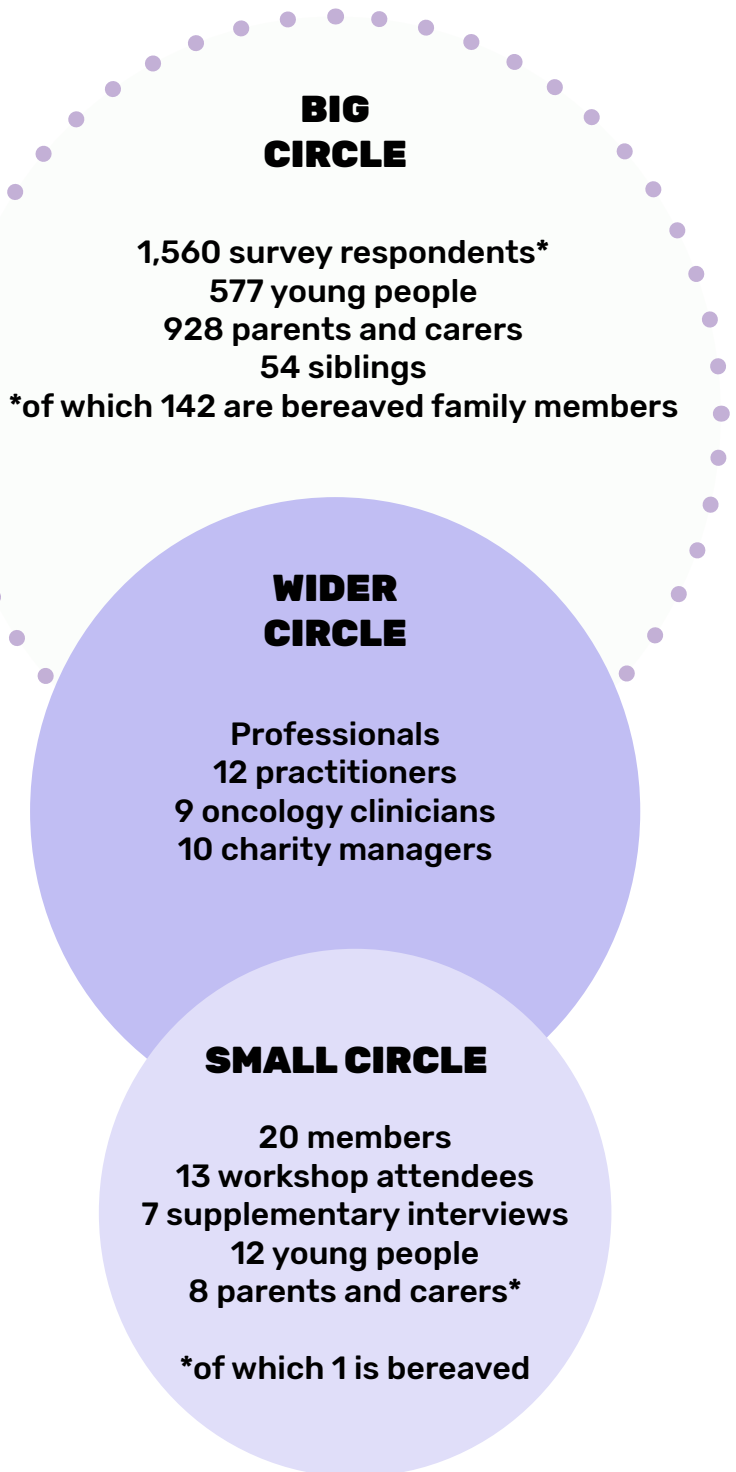 BIG
CIRCLE
1,560 survey respondents*
577 young people
928 parents and carers
54 siblings
*of which 142 are bereaved family members
WIDER
CIRCLE
Professionals
12 practitioners
9 oncology clinicians
10 charity managers
SMALL CIRCLE
20 members
13 workshop attendees
7 supplementary interviews
12 young people
8 parents and carers*
*of which 1 is bereaved